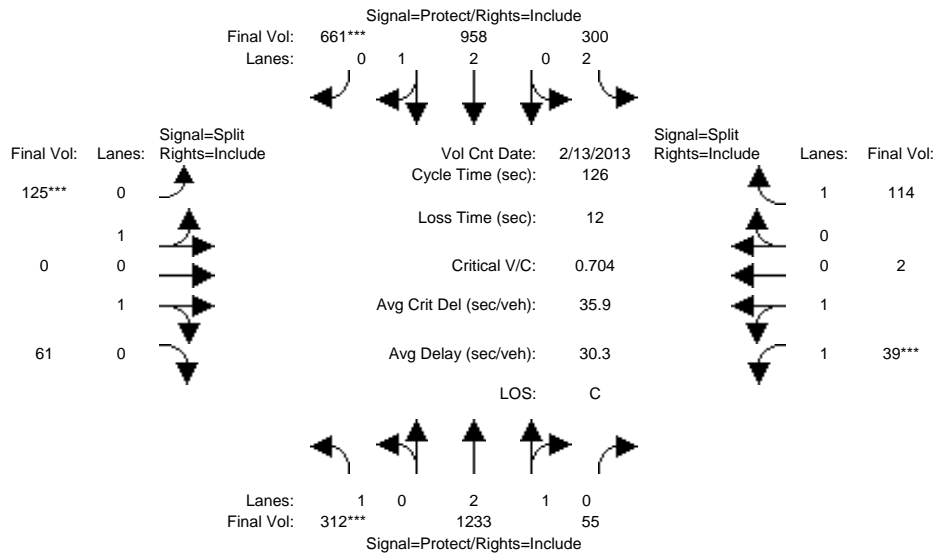 Signal=Protect/Rights=Include
Final Vol: 661*** 958 300
Lanes: 0 1 2 0 2
Signal=Split
Final Vol: Lanes: Rights=Include
Vol Cnt Date: 2/13/2013
Signal=Split
Rights=Include Lanes: Final Vol:
Cycle Time (sec): 126
125*** 0
1 114
Loss Time (sec): 12
1
0
0 0
Critical V/C: 0.704
0 2
1
Avg Crit Del (sec/veh): 35.9
1
61 0
Avg Delay (sec/veh): 30.3
1 39***
LOS: C
Lanes: 1 0 2 1 0
Final Vol: 312*** 1233 55
Signal=Protect/Rights=Include